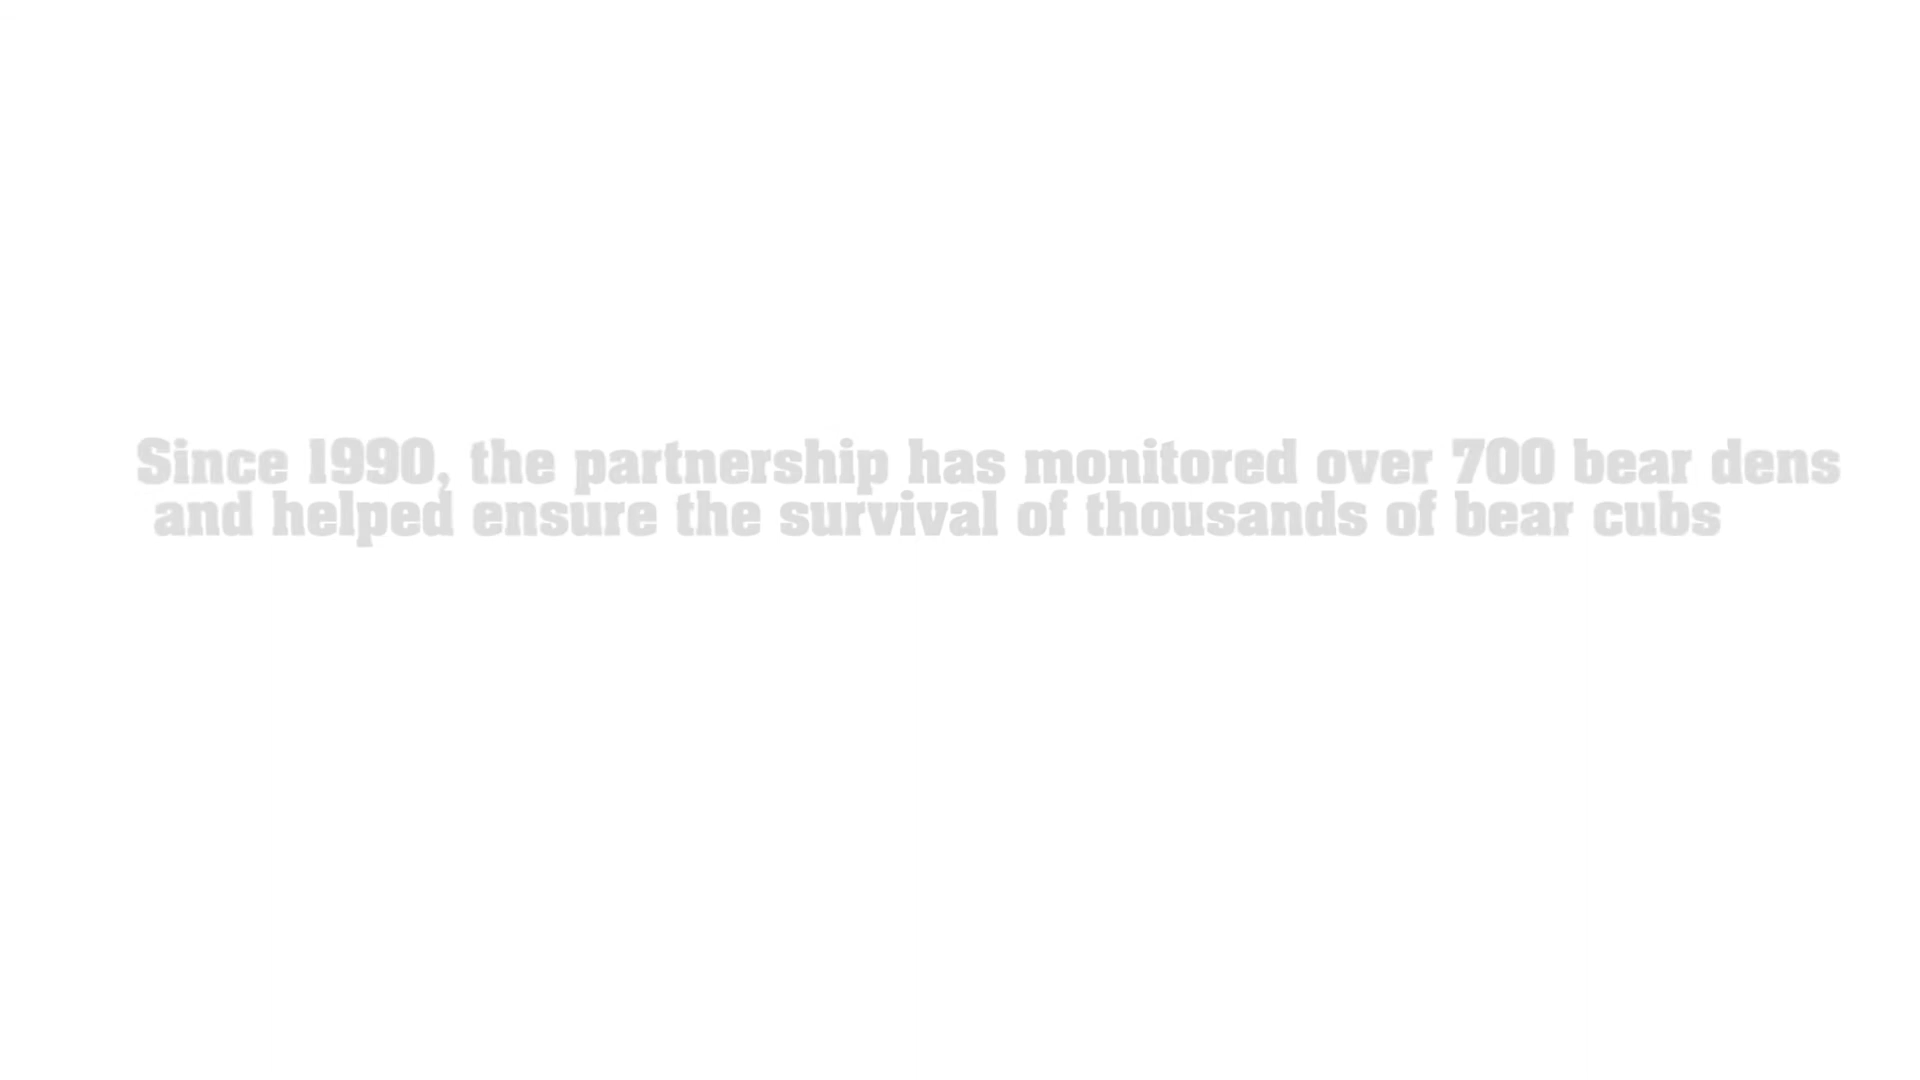 Since 1990, the partnership has monitored over 700 bear dens
and helped ensure the survival of thousands of bear cubs